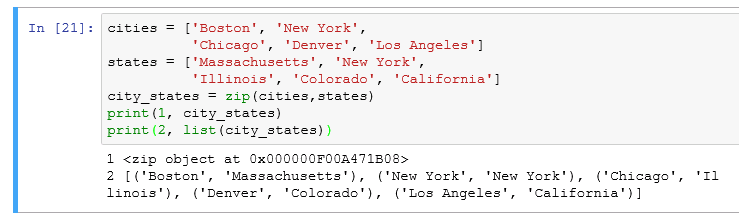 In [21]: cities = ['Boston', 'New York',
'Chicago', 'Denver', 'Los Angeles']
states = ['Massachusetts', 'New York',
'Illinois', 'Colorado', 'California']
city_states = zip(cities,states)
print(1, city_states)
print(2, list(city_states))
1 <zip object at 0x000000F00A471B08>
2 [('Boston', 'Massachusetts'), ('New York', 'New York'), ('Chicago', 'Il
linois'), ('Denver', 'Colorado'), ('Los Angeles', 'California')]